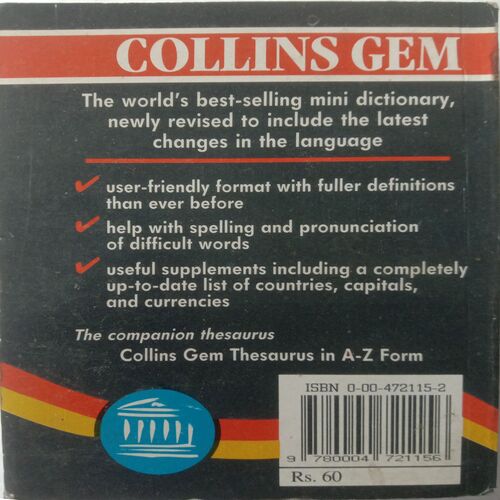 COLLINS GEM
The world's best-selling mini dictionary,
newly revised to include the latest
changes in the language
user-friendly format with fuller definitions
than ever before
help with spelling and pronunciation
of difficult words
useful supplements including a completely
up-to-date list of countries, capitals,
and currencies
The companion thesaurus
Collins Gem Thesaurus in A-Z Form
ISBN 0-00-472115-2
9 780004 721156
Rs. 60